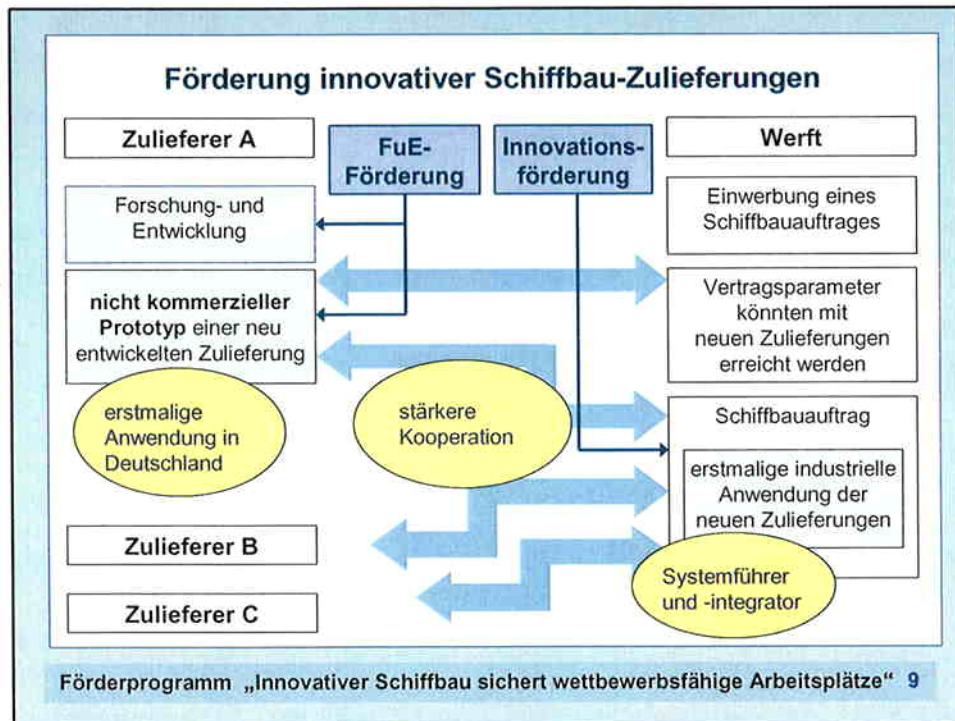 Förderung innovativer Schiffbau-Zulieferungen
Zulieferer A
FuE-
Förderung
Innovations-
förderung
Werft
Forschung- und
Entwicklung
Einwerbung eines
Schiffbauauftrages
nicht kommerzieller
Prototyp einer neu
entwickelten Zulieferung
Vertragsparameter
könnten mit
neuen Zulieferungen
erreicht werden
erstmalige
Anwendung in
Deutschland
stärkere
Kooperation
Schiffbauauftrag
erstmalige industrielle
Anwendung der
neuen Zulieferungen
Zulieferer B
Systemführer
und -integrator
Zulieferer C
Förderprogramm „Innovativer Schiffbau sichert wettbewerbsfähige Arbeitsplätze“ 9